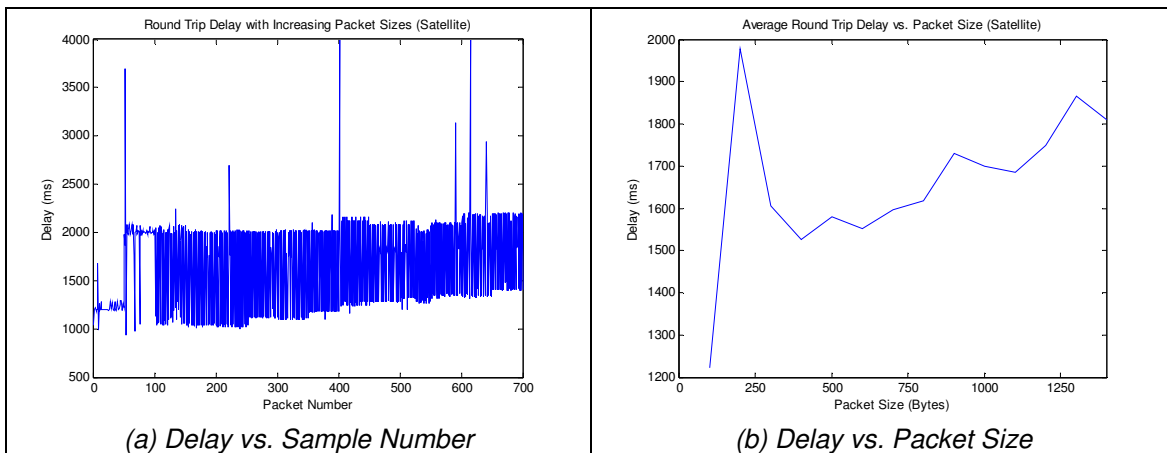 Round Trip Delay with Increasing Packet Sizes (Satellite)
4000
3500
3000
2500
2000
1500
1000
500
Delay (ms)
0 100 200 300 400 500 600 700
Packet Number
(a) Delay vs. Sample Number
Average Round Trip Delay vs. Packet Size (Satellite)
2000
1900
1800
1700
1600
1500
1400
1300
1200
Delay (ms)
0 250 500 750 1000 1250
Packet Size (Bytes)
(b) Delay vs. Packet Size